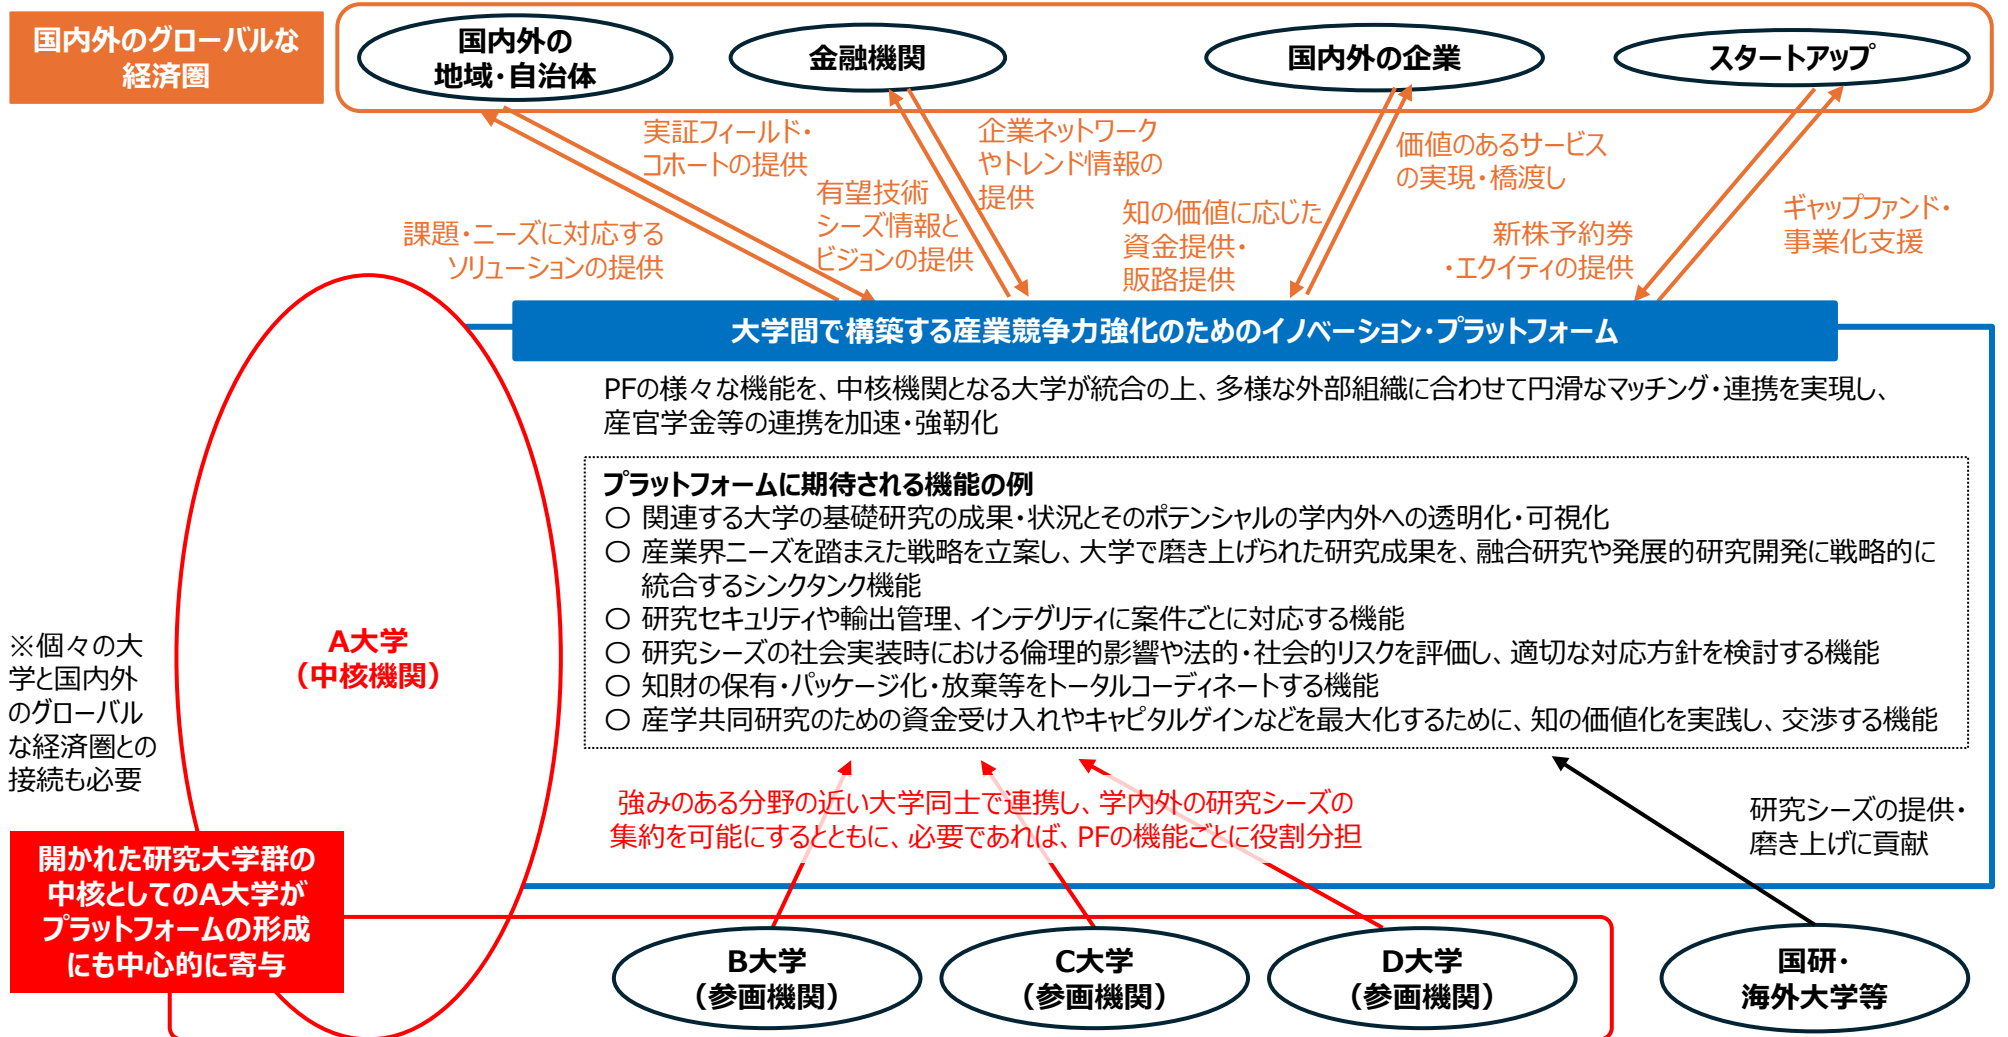 国内外のグローバルな
経済圏
国内外の
地域・自治体
金融機関
国内外の企業
スタートアップ
実証フィールド・
コホートの提供
企業ネットワーク
やトレンド情報の
提供
価値のあるサービス
の実現・橋渡し
有望技術
シーズ情報と
ビジョンの提供
知の価値に応じた
資金提供・
販路提供
ギャップファンド・
事業化支援
課題・ニーズに対応する
ソリューションの提供
新株予約券
・エクイティの提供
大学間で構築する産業競争力強化のためのイノベーション・プラットフォーム
PFの様々な機能を、中核機関となる大学が統合の上、多様な外部組織に合わせて円滑なマッチング・連携を実現し、
産官学金等の連携を加速・強靭化
プラットフォームに期待される機能の例
〇 関連する大学の基礎研究の成果・状況とそのポテンシャルの学内外への透明化・可視化
〇 産業界ニーズを踏まえた戦略を立案し、大学で磨き上げられた研究成果を、融合研究や発展的研究開発に戦略的に
統合するシンクタンク機能
〇 研究セキュリティや輸出管理、インテグリティに案件ごとに対応する機能
〇 研究シーズの社会実装時における倫理的影響や法的・社会的リスクを評価し、適切な対応方針を検討する機能
〇 知財の保有・パッケージ化・放棄等をトータルコーディネートする機能
〇 産学共同研究のための資金受け入れやキャピタルゲインなどを最大化するために、知の価値化を実践し、交渉する機能
A大学
（中核機関）
※個々の大
学と国内外
のグローバル
な経済圏との
接続も必要
強みのある分野の近い大学同士で連携し、学内外の研究シーズの
集約を可能にするとともに、必要であれば、PFの機能ごとに役割分担
研究シーズの提供・
磨き上げに貢献
開かれた研究大学群の
中核としてのA大学が
プラットフォームの形成
にも中心的に寄与
B大学
（参画機関）
C大学
（参画機関）
D大学
（参画機関）
国研・
海外大学等